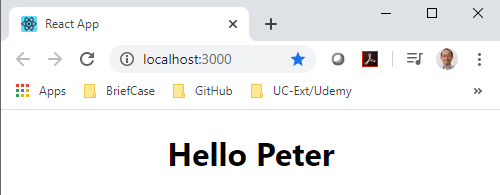 React App
localhost:3000
Apps BriefCase GitHub UC-Ext/Udemy
Hello Peter